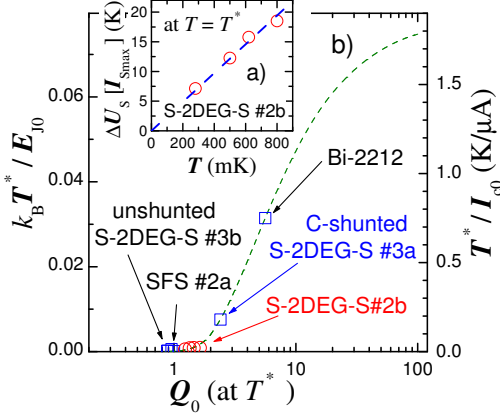 ΔU_S [I_Smax] (K)
20
15
10
5
0
at T = T*
a)
S-2DEG-S #2b
0 200 400 600 800
T (mK)
b)
k_B T* / E_J0
0.08
0.06
0.04
0.02
0.00
T* / I_c0 (K/μA)
1.5
1.0
0.5
0.0
Bi-2212
unshunted
S-2DEG-S #3b
C-shunted
S-2DEG-S #3a
SFS #2a
S-2DEG-S#2b
1 10 100
Q_0 (at T*)